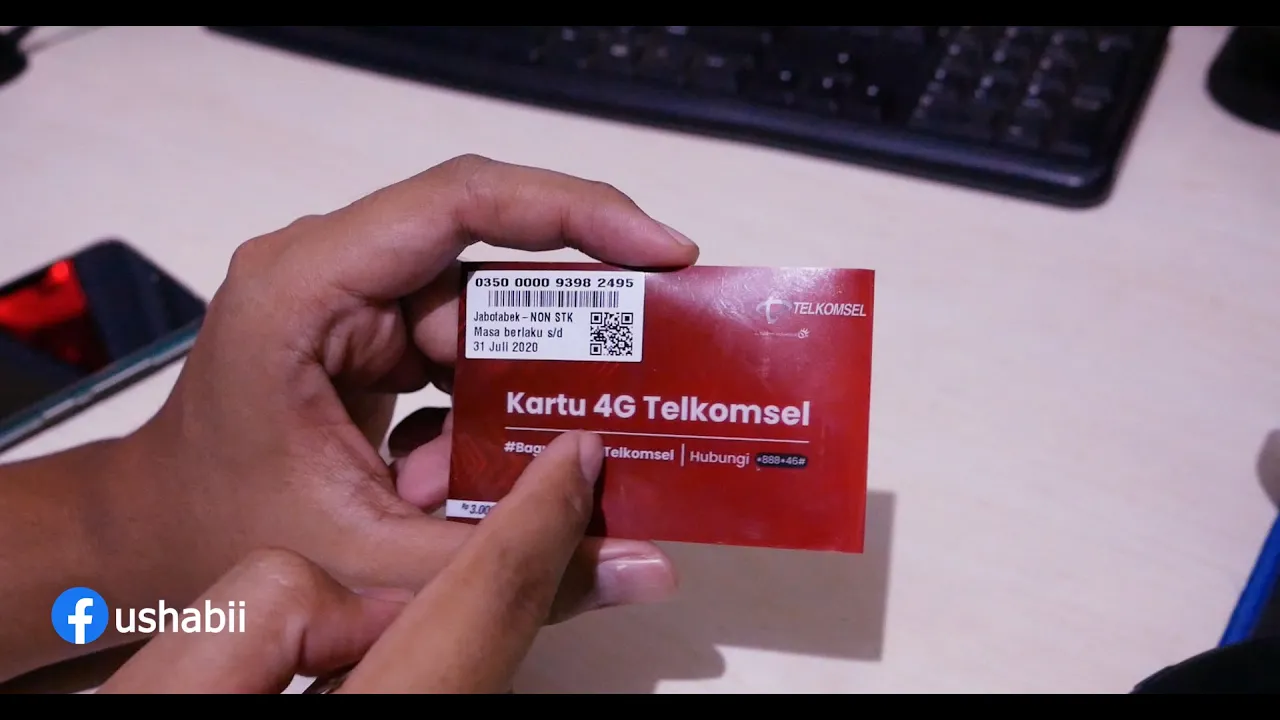 0350 0000 9398 2495
Jabotabek - NON STK
Masa berlaku s/d
31 Juli 2020
TELKOMSEL
Kartu 4G Telkomsel
Telkomsel | Hubungi *888*46#
ushabii